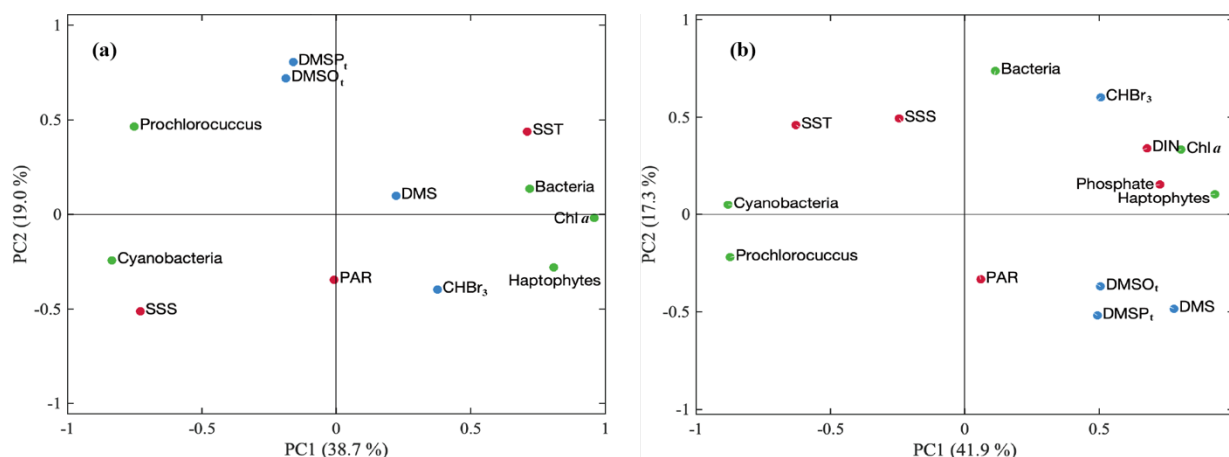 (a)
DMSPt
DMSOt
Prochlorucuccus
SST
DMS
Bacteria
Chl a
Cyanobacteria
Haptophytes
PAR
CHBr3
SSS
1
0.5
0
-0.5
-1
PC2 (19.0 %)
-1
-0.5
0
0.5
1
PC1 (38.7 %)
(b)
Bacteria
CHBr3
SST
SSS
DIN
Chl a
Phosphate
Haptophytes
Cyanobacteria
Prochlorucuccus
PAR
DMSOt
DMSPt
DMS
1
0.5
0
-0.5
-1
PC2 (17.3 %)
-1
-0.5
0
0.5
PC1 (41.9 %)